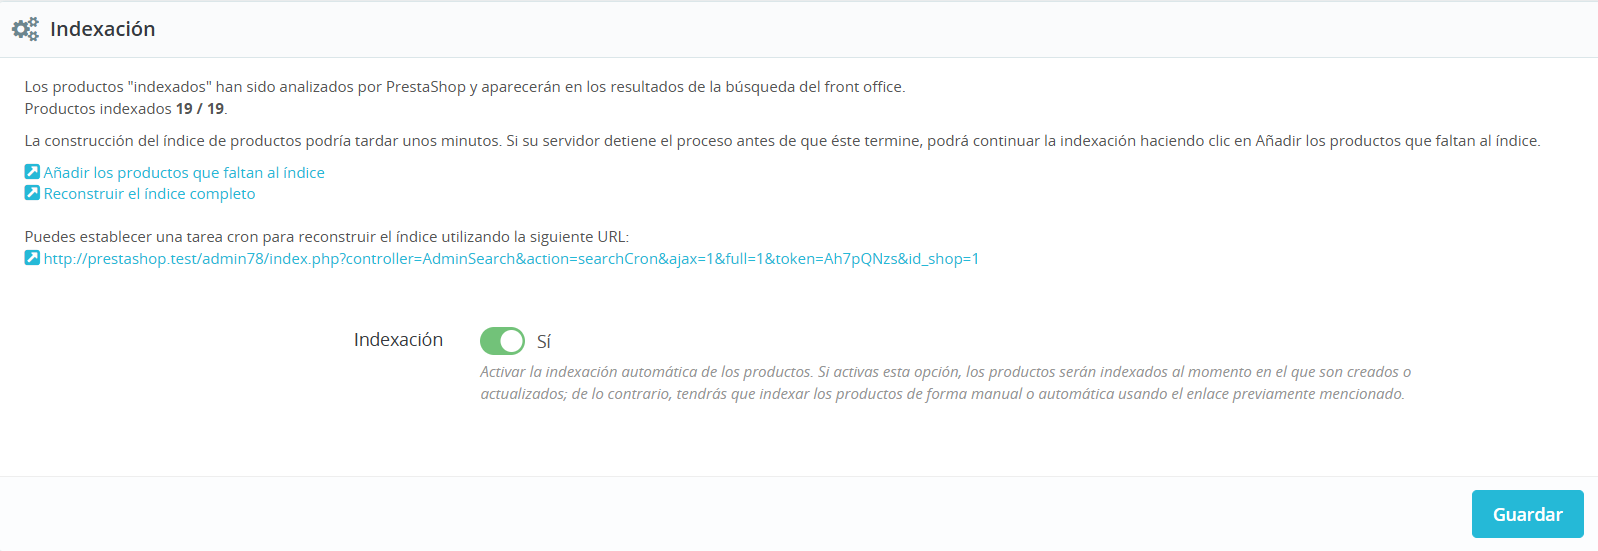 Indexación
Los productos "indexados" han sido analizados por PrestaShop y aparecerán en los resultados de la búsqueda del front office.
Productos indexados 19 / 19.
La construcción del índice de productos podría tardar unos minutos. Si su servidor detiene el proceso antes de que éste termine, podrá continuar la indexación haciendo clic en Añadir los productos que faltan al índice.
Añadir los productos que faltan al índice
Reconstruir el índice completo
Puedes establecer una tarea cron para reconstruir el índice utilizando la siguiente URL:
http://prestashop.test/admin78/index.php?controller=AdminSearch&action=searchCron&ajax=1&full=1&token=Ah7pQNzs&id_shop=1
Indexación Sí
Activar la indexación automática de los productos. Si activas esta opción, los productos serán indexados al momento en el que son creados o
actualizados; de lo contrario, tendrás que indexar los productos de forma manual o automática usando el enlace previamente mencionado.
Guardar